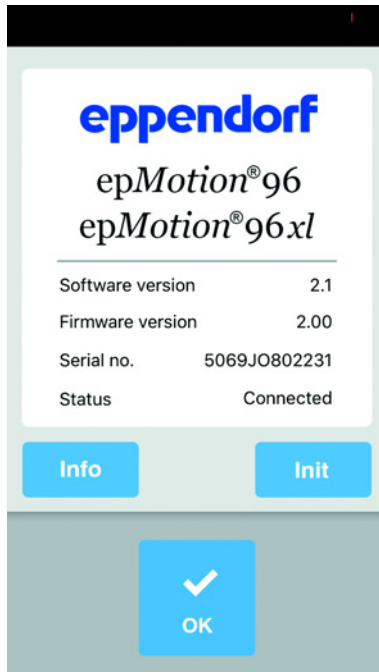 eppendorf
epMotion®96
epMotion®96xl
Software version 2.1
Firmware version 2.00
Serial no. 5069JO802231
Status Connected
Info Init
OK